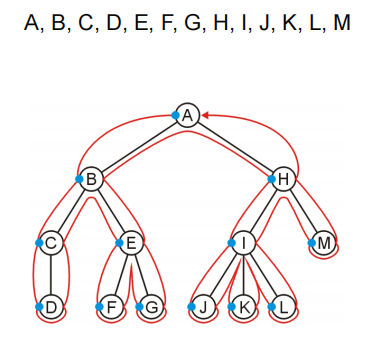 A, B, C, D, E, F, G, H, I, J, K, L, M
A
B H
C E I M
D F G J K L